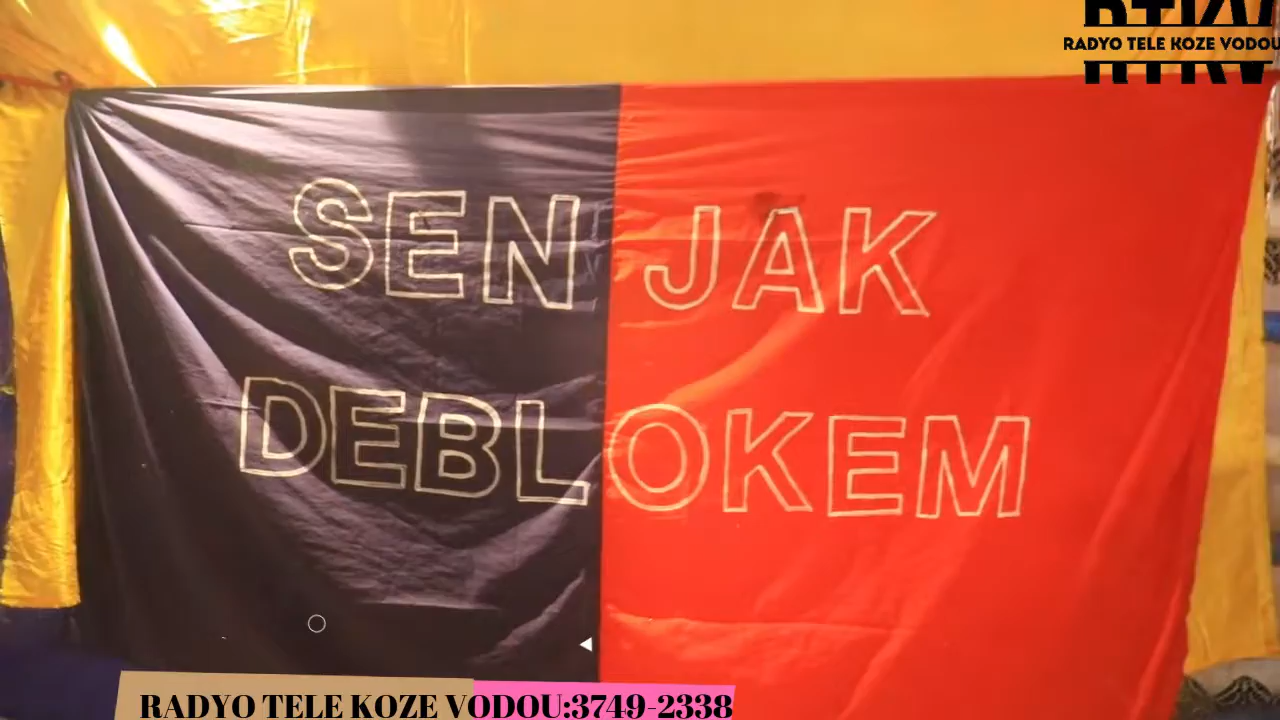 RADYO TELE KOZE VODOU
SEN JAK
DEBLOKEM
RADYO TELE KOZE VODOU:3749-2338